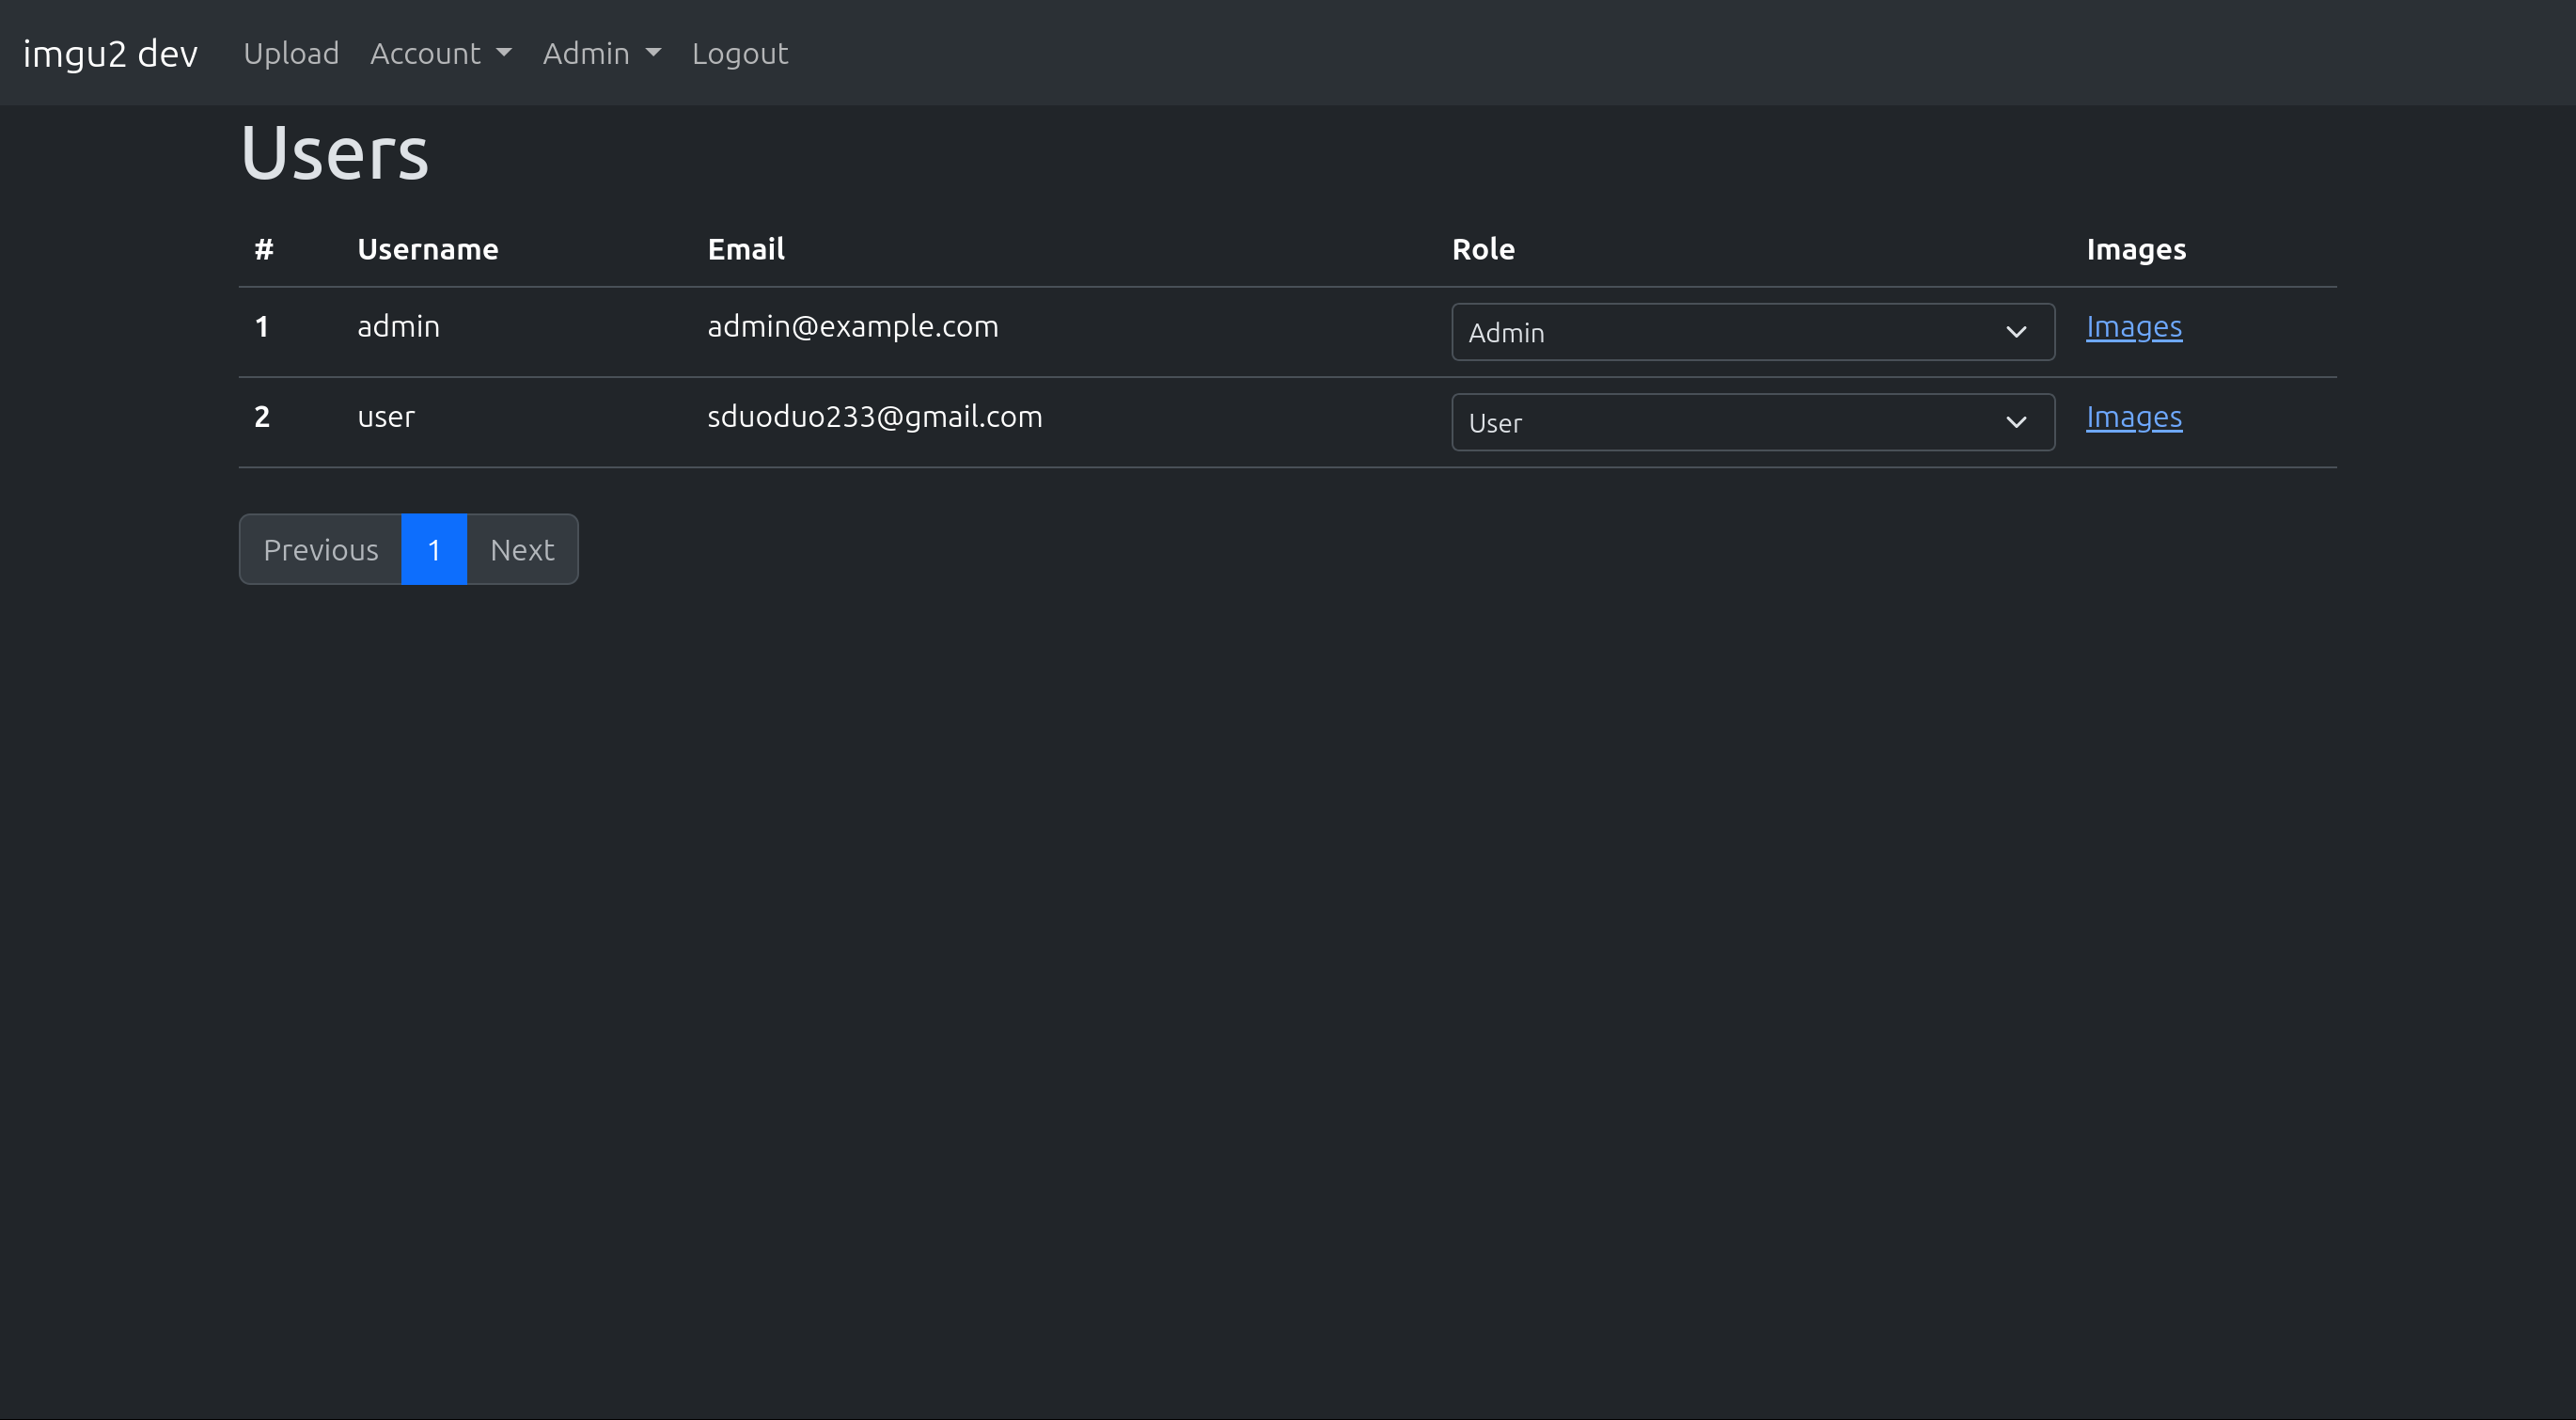 imgu2 dev Upload Account Admin Logout
Users
# Username Email Role Images
1 admin admin@example.com Admin Images
2 user sduoduo233@gmail.com User Images
Previous 1 Next